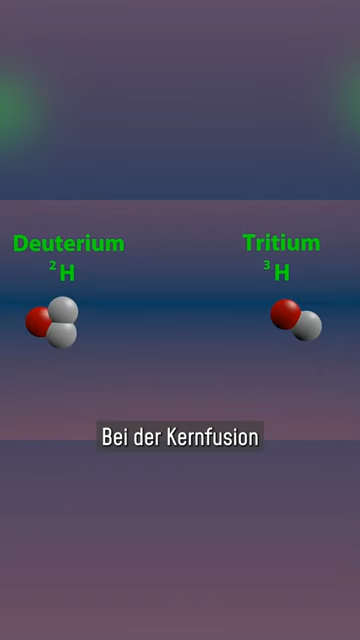 Deuterium
²H
Tritium
³H
Bei der Kernfusion